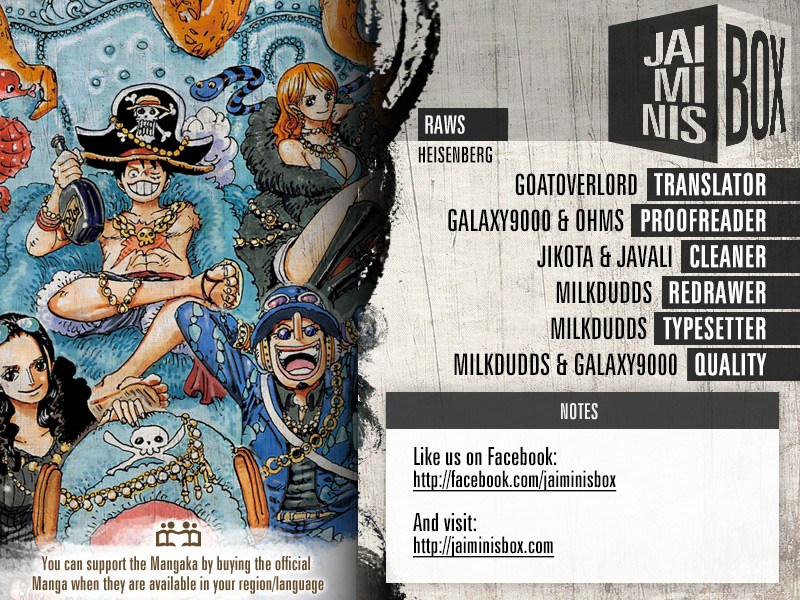 JAI
MI
NIS
BOX
RAWS
HEISENBERG
GOATOVERLORD TRANSLATOR
GALAXY9000 & OHMS PROOFREADER
JIKOTA & JAVALI CLEANER
MILKDUDDS REDRAWER
MILKDUDDS TYPESETTER
MILKDUDDS & GALAXY9000 QUALITY
NOTES
Like us on Facebook:
http://facebook.com/jaiminisbox
And visit:
http://jaiminisbox.com
You can support the Mangaka by buying the official
Manga when they are available in your region/language